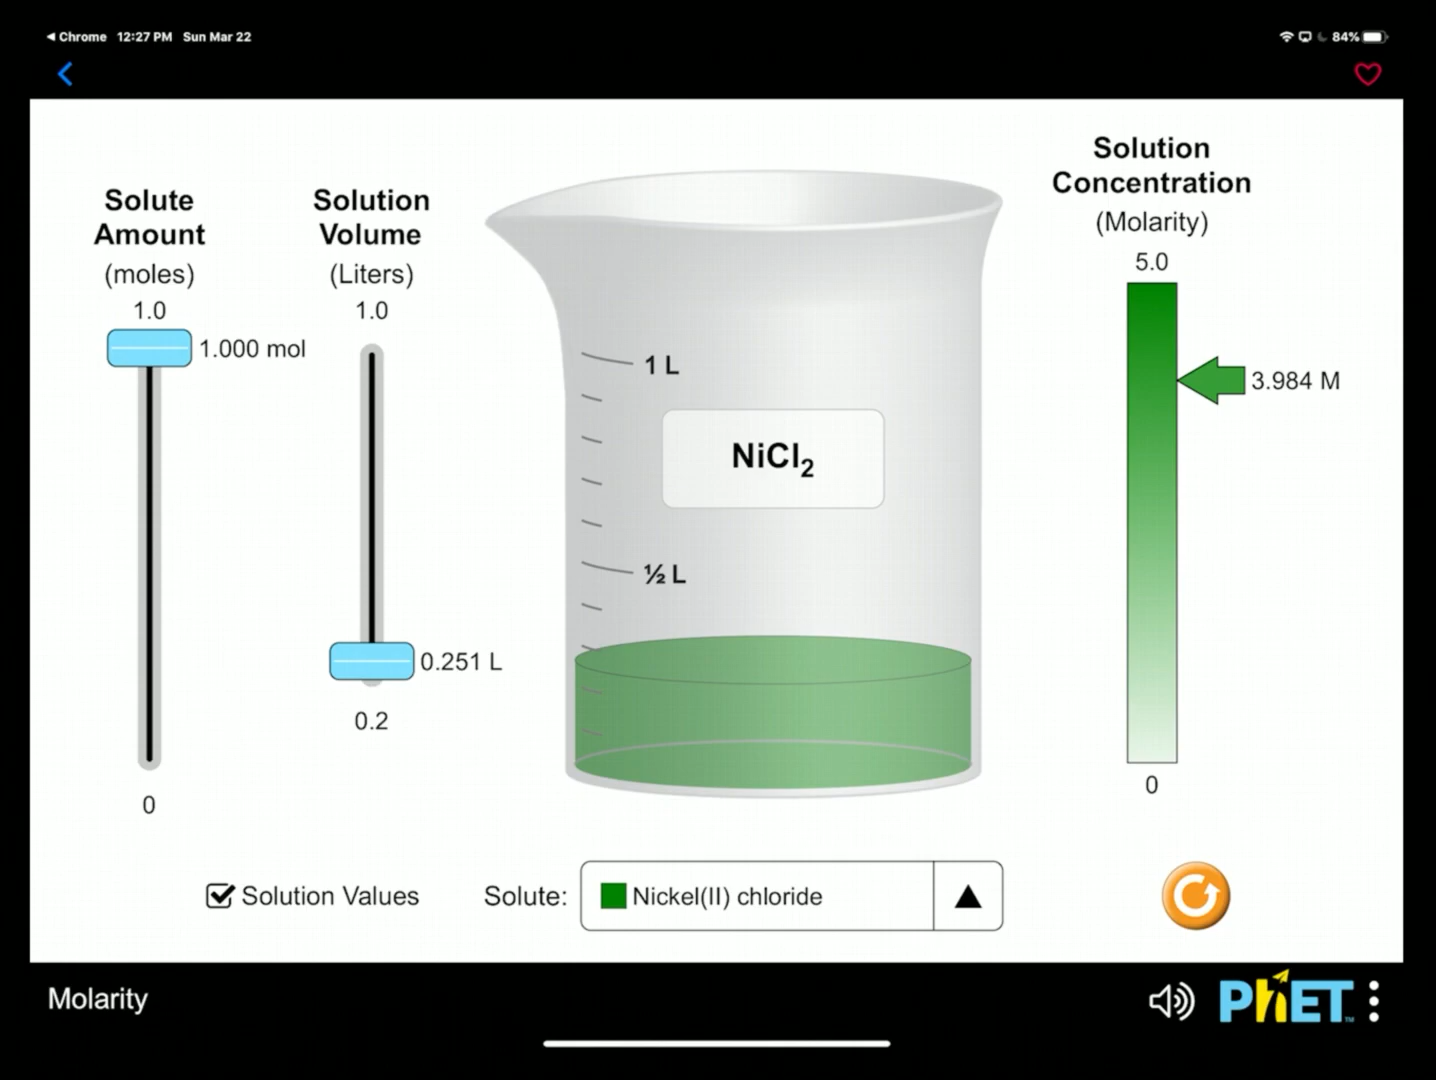 ◀ Chrome 12:27 PM Sun Mar 22
84%
Solute
Amount
(moles)
1.0
1.000 mol
0
Solution
Volume
(Liters)
1.0
0.251 L
0.2
1 L
NiCl₂
½ L
Solution
Concentration
(Molarity)
5.0
3.984 M
0
Solution Values
Solute:
Nickel(II) chloride
▲
Molarity
PhET™